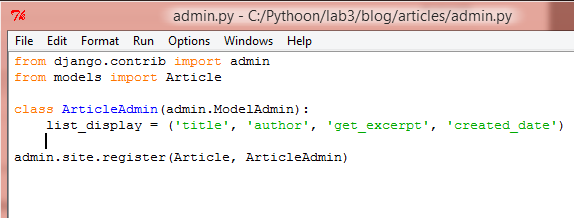 admin.py - C:/Pythoon/lab3/blog/articles/admin.py
File Edit Format Run Options Windows Help
from django.contrib import admin
from models import Article
class ArticleAdmin(admin.ModelAdmin):
    list_display = ('title', 'author', 'get_excerpt', 'created_date')
admin.site.register(Article, ArticleAdmin)